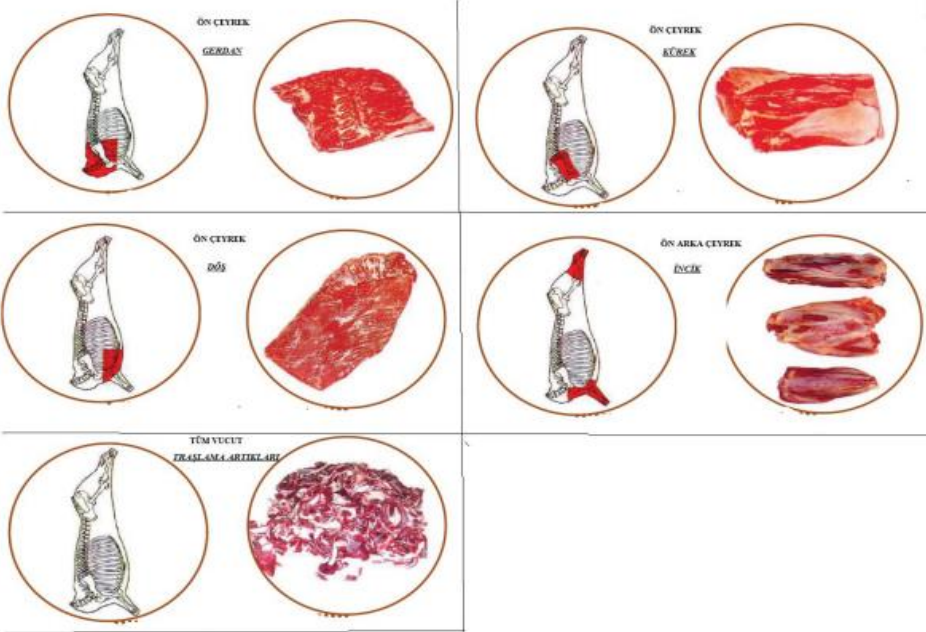 ÖN ÇEYREK
GERDAN
ÖN ÇEYREK
KÜREK
ÖN ÇEYREK
DÖŞ
ÖN ARKA ÇEYREK
İNCİK
TÜM VUCUT
TRAŞLAMA ARTIKLARI